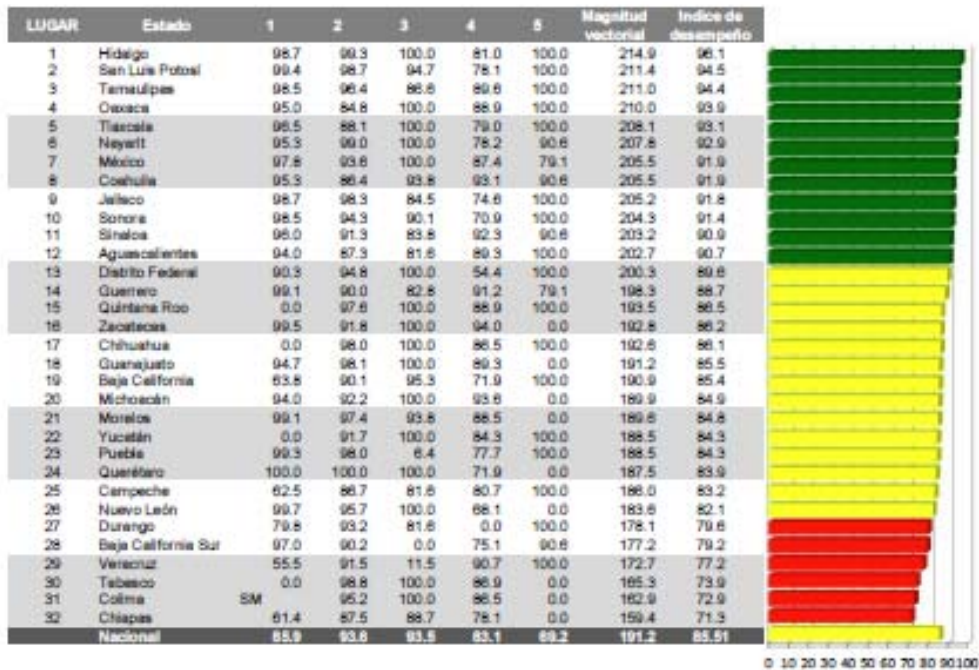 LUGAR Estado 1 2 3 4 5 Magnitud vectorial Indice de desempeño
1 Hidalgo 98.7 99.3 100.0 81.0 100.0 214.9 96.1
2 San Luis Potosí 99.4 98.7 94.7 78.1 100.0 211.4 94.5
3 Tamaulipas 98.5 96.4 86.6 89.6 100.0 211.0 94.4
4 Oaxaca 95.0 84.8 100.0 88.9 100.0 210.0 93.9
5 Tlaxcala 96.5 88.1 100.0 79.0 100.0 208.1 93.1
6 Nayarit 95.3 99.0 100.0 78.2 90.6 207.8 92.9
7 México 97.8 93.6 100.0 87.4 79.1 205.5 91.9
8 Coahuila 95.3 86.4 93.8 93.1 90.6 205.5 91.9
9 Jalisco 98.7 98.3 84.5 74.6 100.0 205.2 91.8
10 Sonora 98.5 94.3 90.1 70.9 100.0 204.3 91.4
11 Sinaloa 96.0 91.3 83.8 92.3 90.6 203.2 90.9
12 Aguascalientes 94.0 87.3 81.6 89.3 100.0 202.7 90.7
13 Distrito Federal 90.3 94.8 100.0 54.4 100.0 200.3 89.6
14 Guerrero 99.1 90.0 82.8 91.2 79.1 198.3 88.7
15 Quintana Roo 0.0 97.6 100.0 88.9 100.0 193.5 86.5
16 Zacatecas 99.5 91.8 100.0 94.0 0.0 192.8 86.2
17 Chihuahua 0.0 98.0 100.0 86.5 100.0 192.6 86.1
18 Guanajuato 94.7 98.1 100.0 89.3 0.0 191.2 85.5
19 Baja California 63.8 90.1 95.3 71.9 100.0 190.9 85.4
20 Michoacán 94.0 92.2 100.0 93.6 0.0 189.9 84.9
21 Morelos 99.1 97.4 93.8 88.5 0.0 189.6 84.8
22 Yucatán 0.0 91.7 100.0 84.3 100.0 188.5 84.3
23 Puebla 99.3 98.0 6.4 77.7 100.0 188.5 84.3
24 Querétaro 100.0 100.0 100.0 71.9 0.0 187.5 83.9
25 Campeche 62.5 86.7 81.6 80.7 100.0 186.0 83.2
26 Nuevo León 99.7 95.7 100.0 68.1 0.0 183.6 82.1
27 Durango 79.8 93.2 81.6 0.0 100.0 178.1 79.6
28 Baja California Sur 97.0 90.2 0.0 75.1 90.6 177.2 79.2
29 Veracruz 55.5 91.5 11.5 90.7 100.0 172.7 77.2
30 Tabasco 0.0 98.8 100.0 86.9 0.0 165.3 73.9
31 Colima SM 95.2 100.0 86.5 0.0 162.9 72.9
32 Chiapas 61.4 87.5 88.7 78.1 0.0 159.4 71.3
Nacional 85.9 93.6 93.5 83.1 69.2 191.2 85.51
0 10 20 30 40 50 60 70 80 90 100